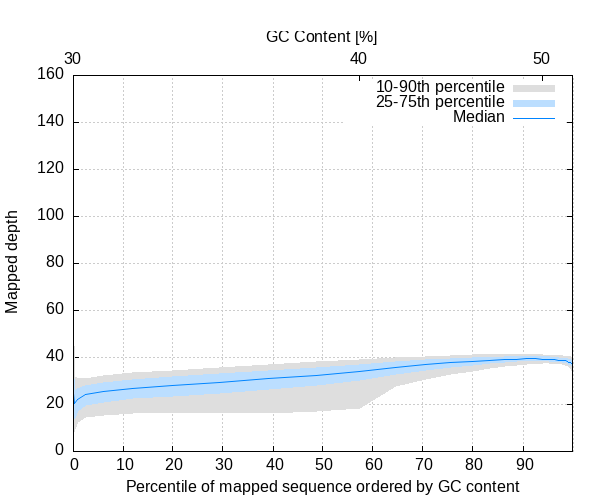 GC Content [%]
30 40 50
10-90th percentile
25-75th percentile
Median
160
140
120
100
80
60
40
20
0
Mapped depth
0 10 20 30 40 50 60 70 80 90
Percentile of mapped sequence ordered by GC content